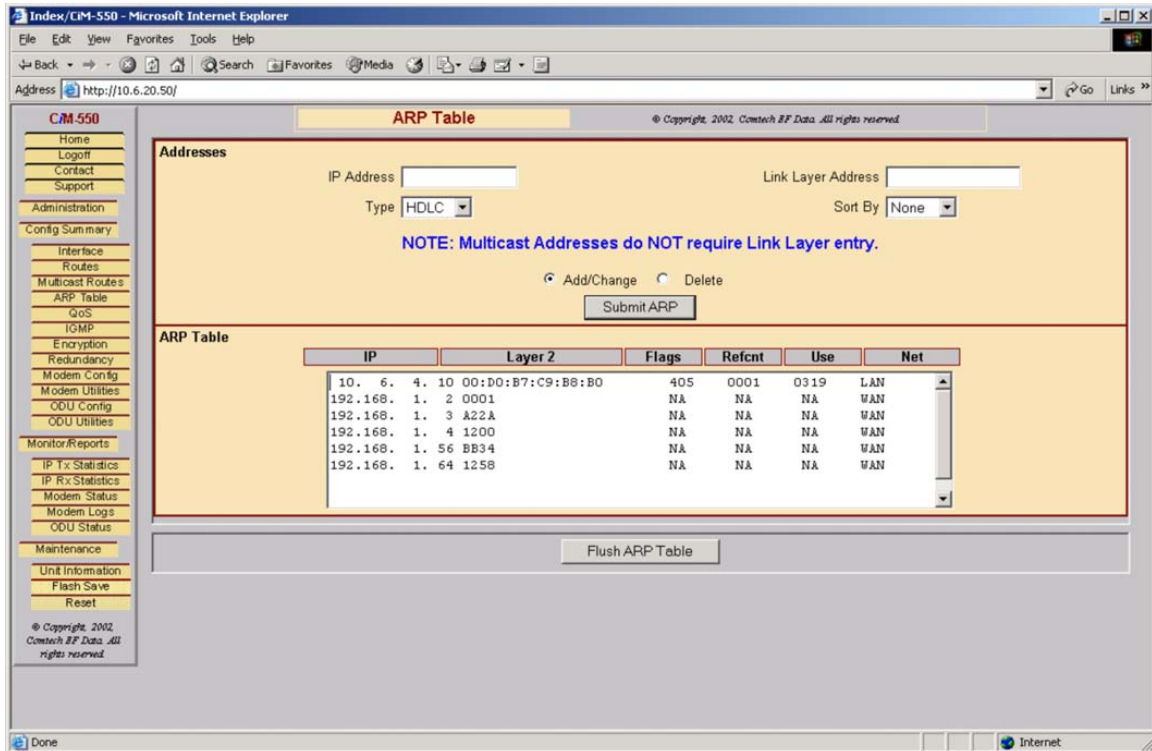 Index/CiM-550 - Microsoft Internet Explorer
File Edit View Favorites Tools Help
Back Search Favorites Media
Address http://10.6.20.50/ Go Links »
CiM-550
Home
Logoff
Contact
Support
Administration
Config Summary
Interface
Routes
Multicast Routes
ARP Table
QoS
IGMP
Encryption
Redundancy
Modem Config
Modem Utilities
ODU Config
ODU Utilities
Monitor/Reports
IP Tx Statistics
IP Rx Statistics
Modem Status
Modem Logs
ODU Status
Maintenance
Unit Information
Flash Save
Reset
© Copyright, 2002,
Comtech EF Data. All
rights reserved.
ARP Table © Copyright, 2002, Comtech EF Data. All rights reserved.
Addresses
IP Address Link Layer Address
Type HDLC Sort By None
NOTE: Multicast Addresses do NOT require Link Layer entry.
Add/Change Delete
Submit ARP
ARP Table
IP Layer 2 Flags Refcnt Use Net
10. 6. 4. 10 00:D0:B7:C9:B8:B0 405 0001 0319 LAN
192.168. 1. 2 0001 NA NA NA WAN
192.168. 1. 3 A22A NA NA NA WAN
192.168. 1. 4 1200 NA NA NA WAN
192.168. 1. 56 BB34 NA NA NA WAN
192.168. 1. 64 1258 NA NA NA WAN
Flush ARP Table
Done Internet